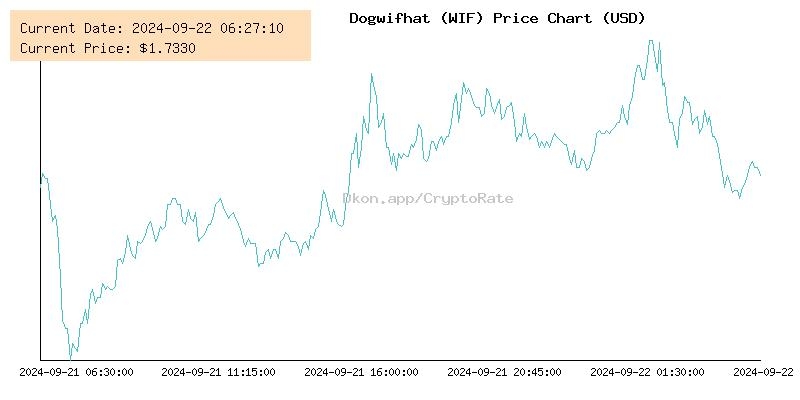 Dogwifhat (WIF) Price Chart (USD)
Current Date: 2024-09-22 06:27:10
Current Price: $1.7330
Dkon.app/CryptoRate
2024-09-21 06:30:00 2024-09-21 11:15:00 2024-09-21 16:00:00 2024-09-21 20:45:00 2024-09-22 01:30:00 2024-09-22